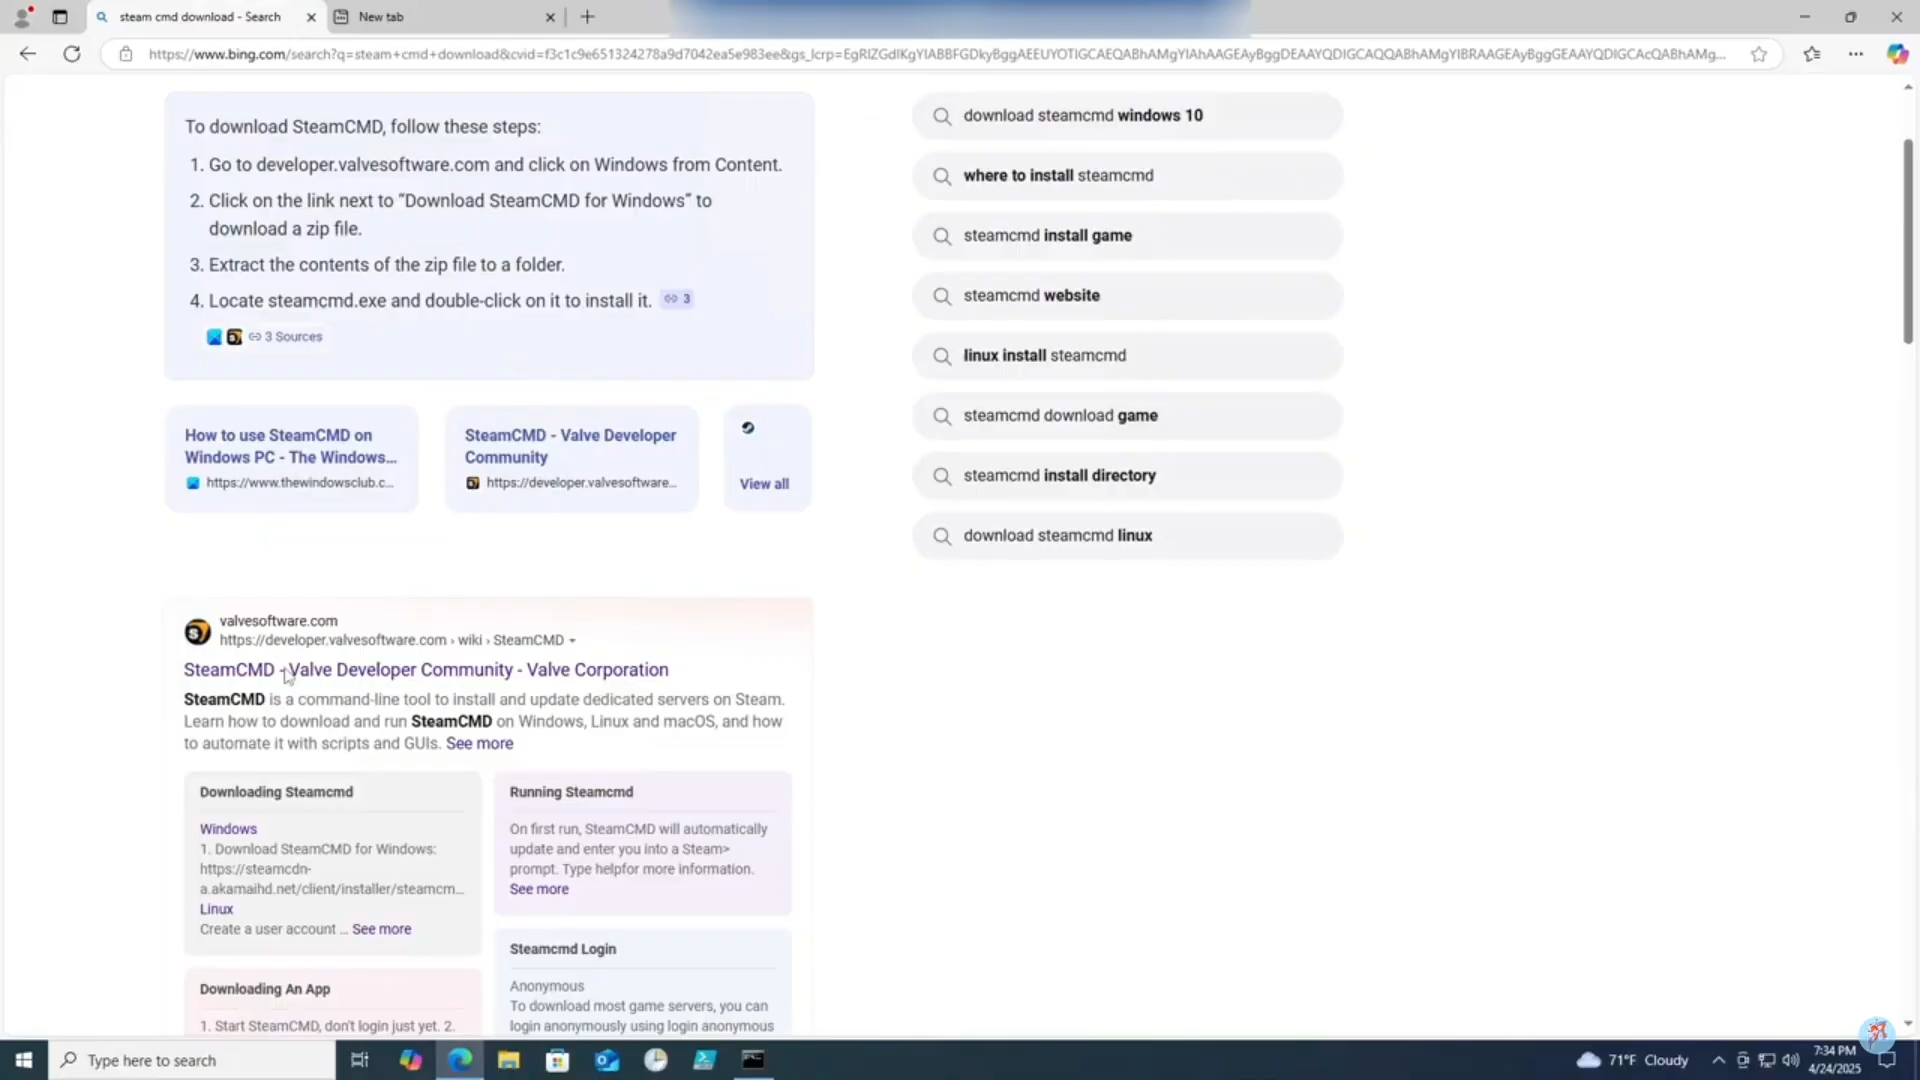 steam cmd download - Search
New tab
https://www.bing.com/search?q=steam+cmd+download&cvid=f3c1c9e651324278a9d7042ea5e983ee&gs_lcrp=
To download SteamCMD, follow these steps:
1. Go to developer.valvesoftware.com and click on Windows from Content.
2. Click on the link next to “Download SteamCMD for Windows” to
download a zip file.
3. Extract the contents of the zip file to a folder.
4. Locate steamcmd.exe and double-click on it to install it. 3
3 Sources
How to use SteamCMD on
Windows PC - The Windows...
https://www.thewindowsclub.c...
SteamCMD - Valve Developer
Community
https://developer.valvesoftware...
View all
download steamcmd windows 10
where to install steamcmd
steamcmd install game
steamcmd website
linux install steamcmd
steamcmd download game
steamcmd install directory
download steamcmd linux
valvesoftware.com
https://developer.valvesoftware.com › wiki › SteamCMD
SteamCMD - Valve Developer Community - Valve Corporation
SteamCMD is a command-line tool to install and update dedicated servers on Steam.
Learn how to download and run SteamCMD on Windows, Linux and macOS, and how
to automate it with scripts and GUIs. See more
Downloading Steamcmd
Windows
1. Download SteamCMD for Windows:
https://steamcdn-
a.akamaihd.net/client/installer/steamcm...
Linux
Create a user account ... See more
Running Steamcmd
On first run, SteamCMD will automatically
update and enter you into a Steam>
prompt. Type helpfor more information.
See more
Steamcmd Login
Anonymous
To download most game servers, you can
login anonymously using login anonymous
Downloading An App
1. Start SteamCMD, don't login just yet. 2.
Type here to search
71°F Cloudy
7:34 PM
4/24/2025